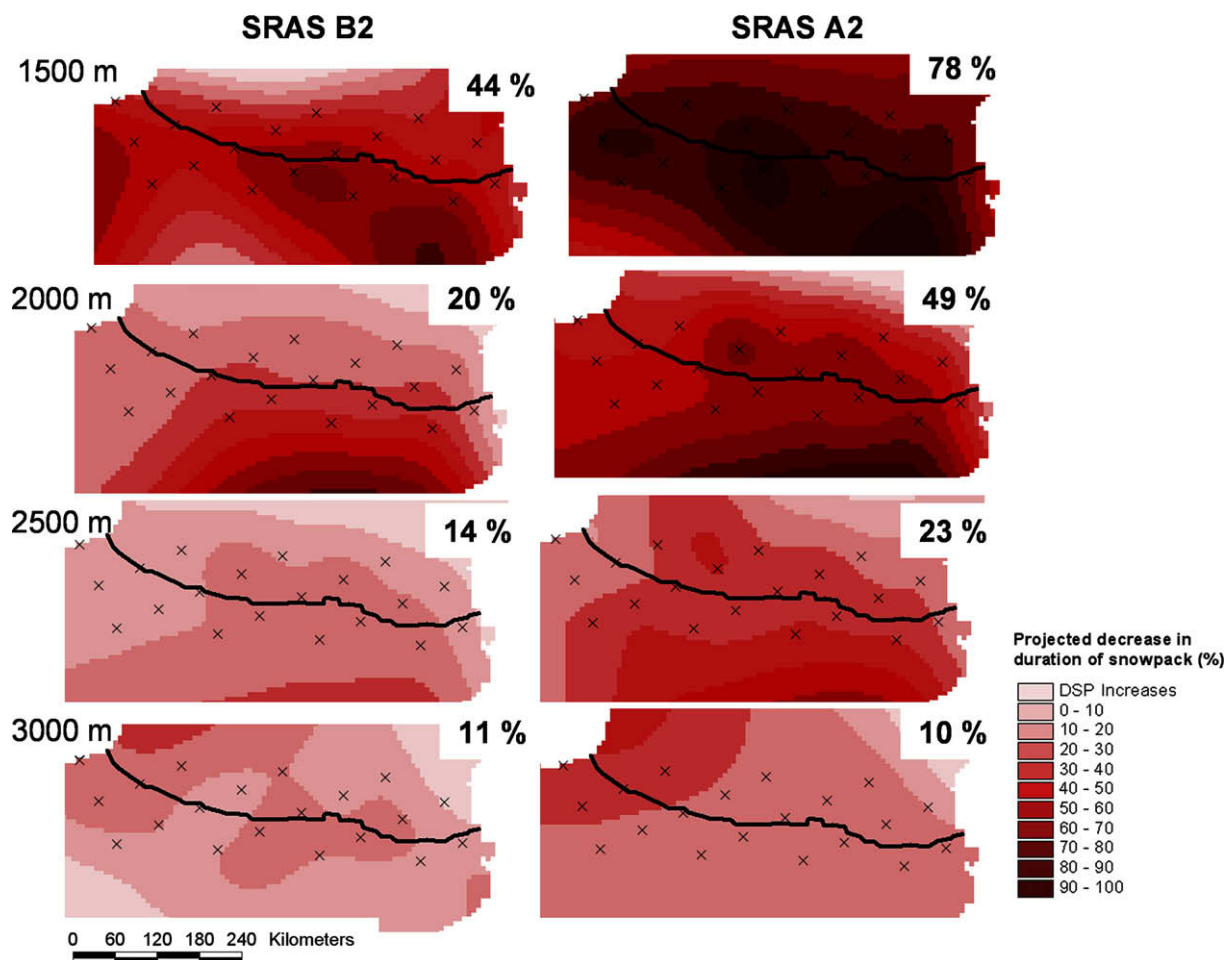 SRAS B2
SRAS A2
1500 m
44 %
78 %
2000 m
20 %
49 %
2500 m
14 %
23 %
3000 m
11 %
10 %
Projected decrease in
duration of snowpack (%)
DSP Increases
0 - 10
10 - 20
20 - 30
30 - 40
40 - 50
50 - 60
60 - 70
70 - 80
80 - 90
90 - 100
0 60 120 180 240 Kilometers